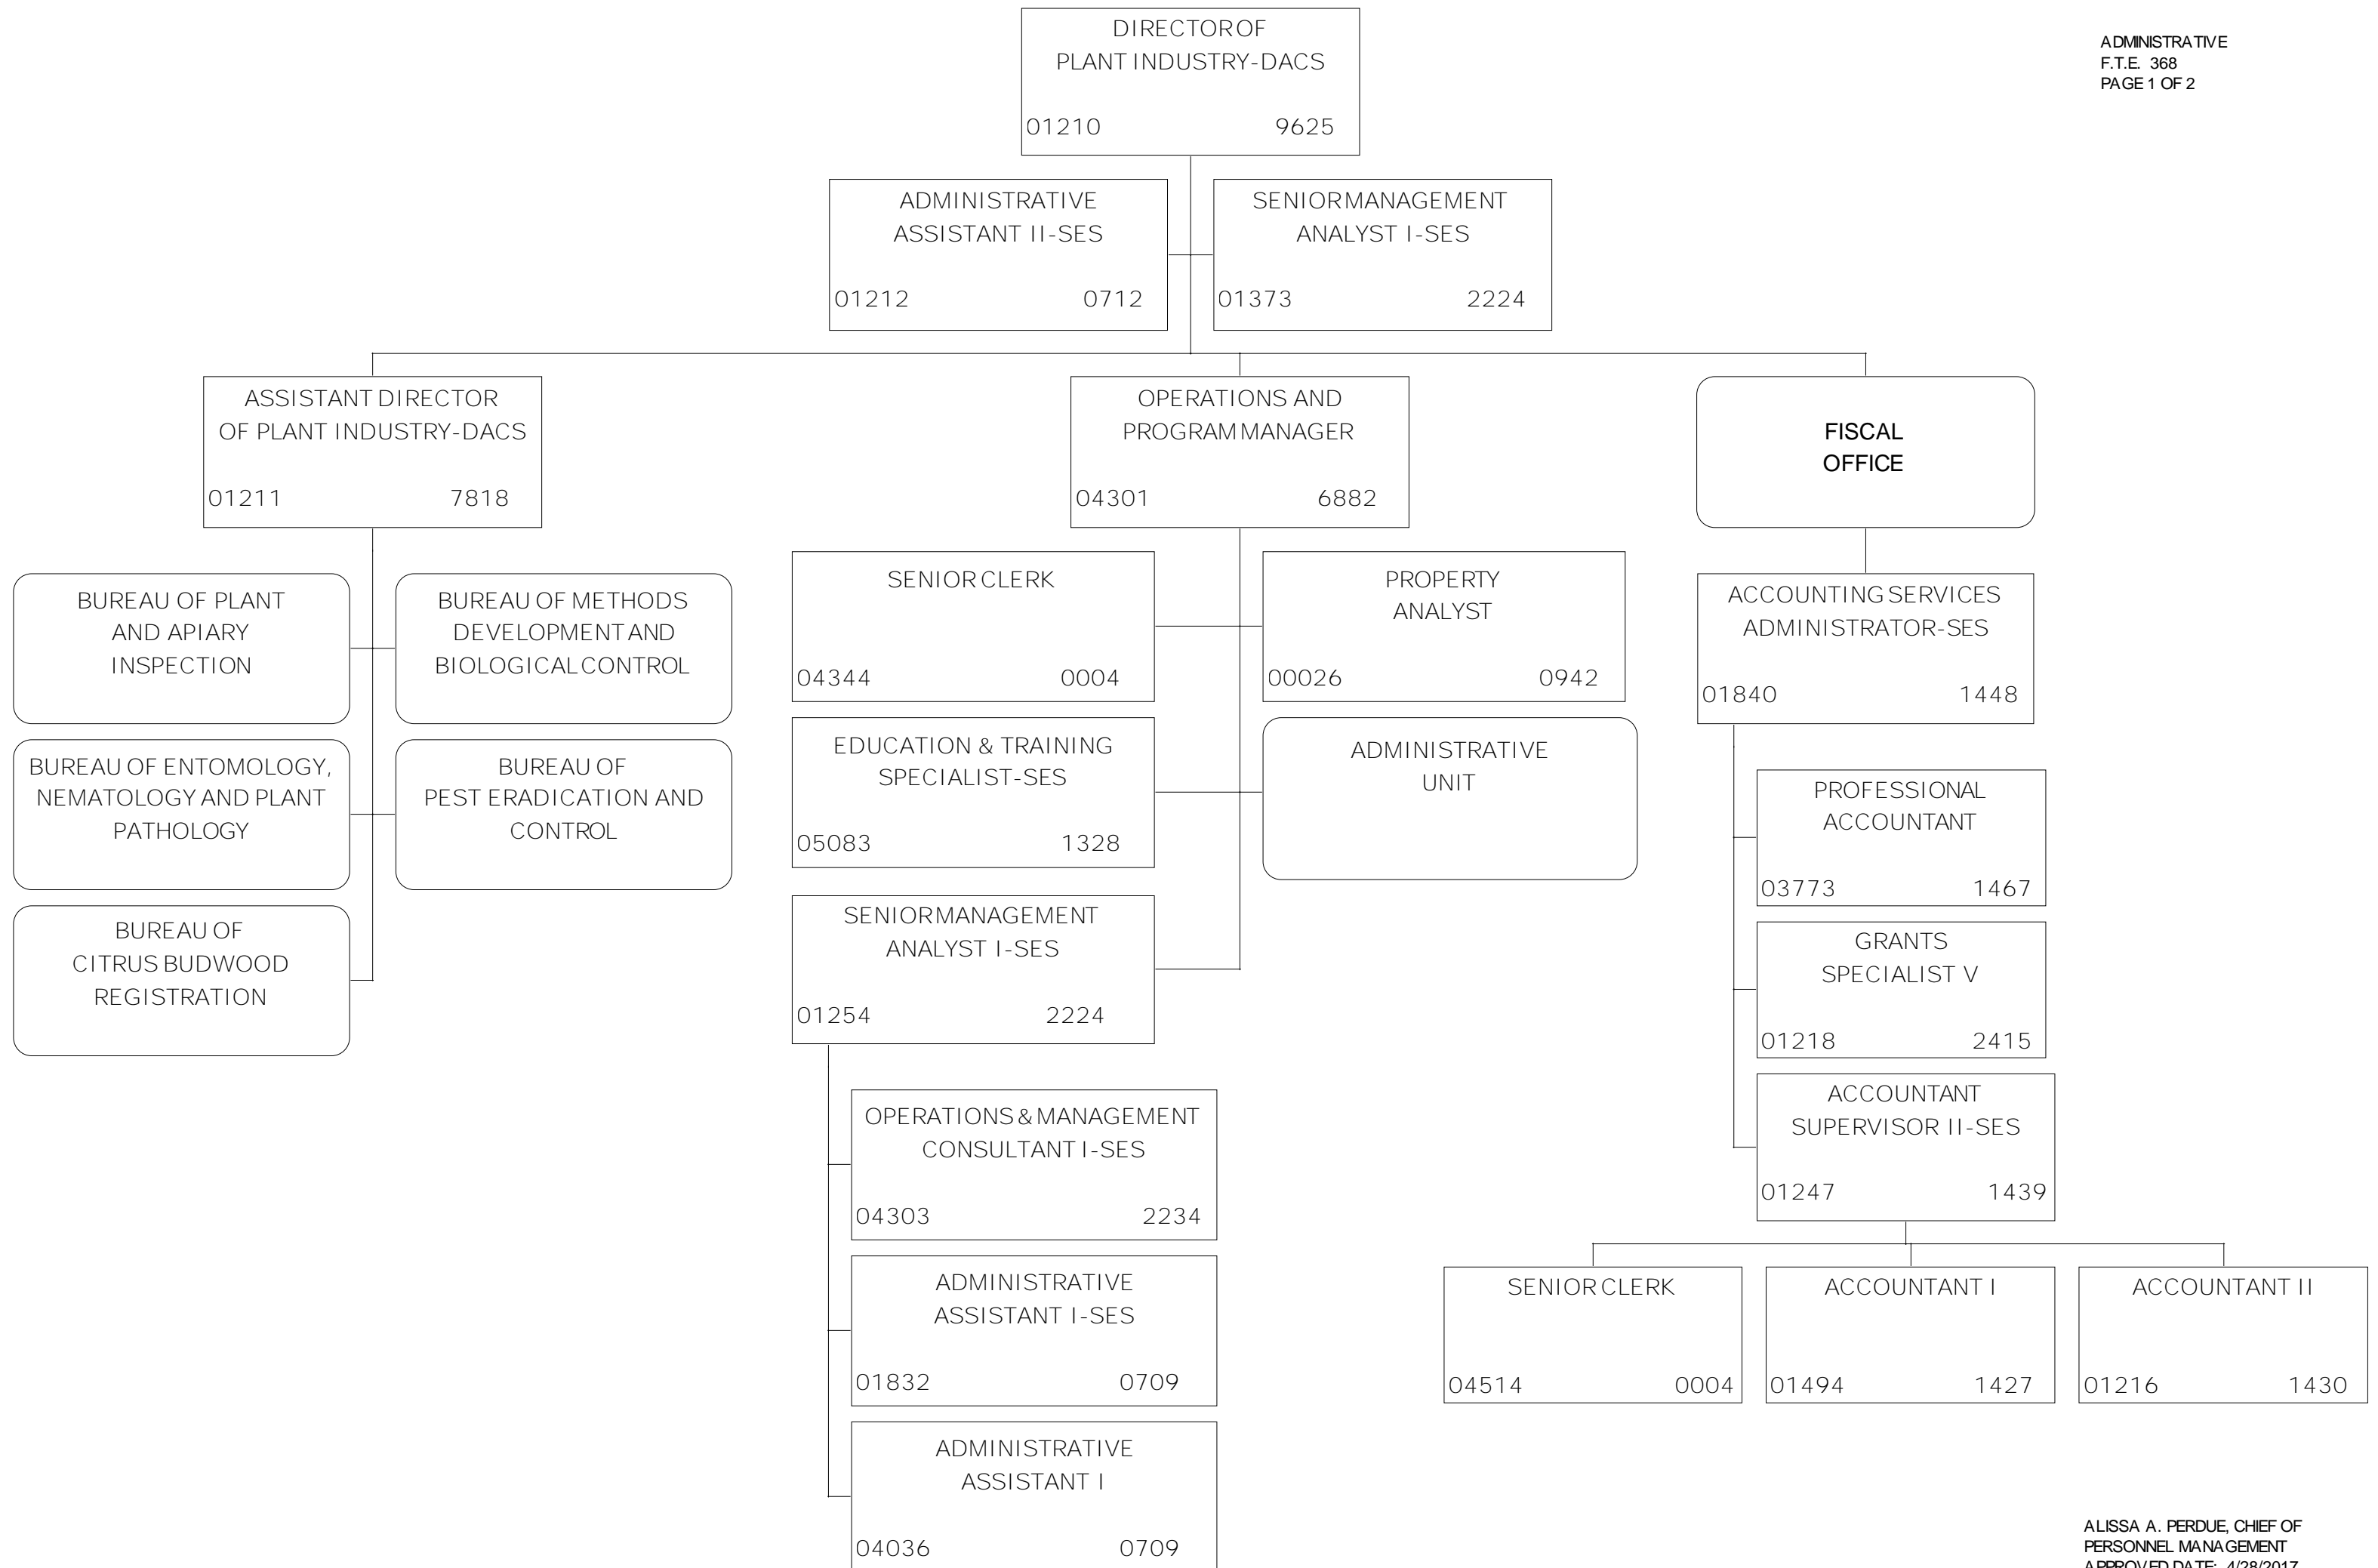 DIRECTOR OF
PLANT INDUSTRY-DACS
01210 9625
ADMINISTRATIVE
F.T.E. 368
PAGE 1 OF 2
ADMINISTRATIVE
ASSISTANT II-SES
01212 0712
SENIOR MANAGEMENT
ANALYST I-SES
01373 2224
ASSISTANT DIRECTOR
OF PLANT INDUSTRY-DACS
01211 7818
OPERATIONS AND
PROGRAM MANAGER
04301 6882
FISCAL
OFFICE
BUREAU OF PLANT
AND APIARY
INSPECTION
BUREAU OF METHODS
DEVELOPMENT AND
BIOLOGICAL CONTROL
BUREAU OF ENTOMOLOGY,
NEMATOLOGY AND PLANT
PATHOLOGY
BUREAU OF
PEST ERADICATION AND
CONTROL
BUREAU OF
CITRUS BUDWOOD
REGISTRATION
SENIOR CLERK
04344 0004
PROPERTY
ANALYST
00026 0942
EDUCATION & TRAINING
SPECIALIST-SES
05083 1328
ADMINISTRATIVE
UNIT
SENIOR MANAGEMENT
ANALYST I-SES
01254 2224
OPERATIONS & MANAGEMENT
CONSULTANT I-SES
04303 2234
ADMINISTRATIVE
ASSISTANT I-SES
01832 0709
ADMINISTRATIVE
ASSISTANT I
04036 0709
ACCOUNTING SERVICES
ADMINISTRATOR-SES
01840 1448
PROFESSIONAL
ACCOUNTANT
03773 1467
GRANTS
SPECIALIST V
01218 2415
ACCOUNTANT
SUPERVISOR II-SES
01247 1439
SENIOR CLERK
04514 0004
ACCOUNTANT I
01494 1427
ACCOUNTANT II
01216 1430
ALISSA A. PERDUE, CHIEF OF
PERSONNEL MANAGEMENT
APPROVED DATE: 4/28/2017